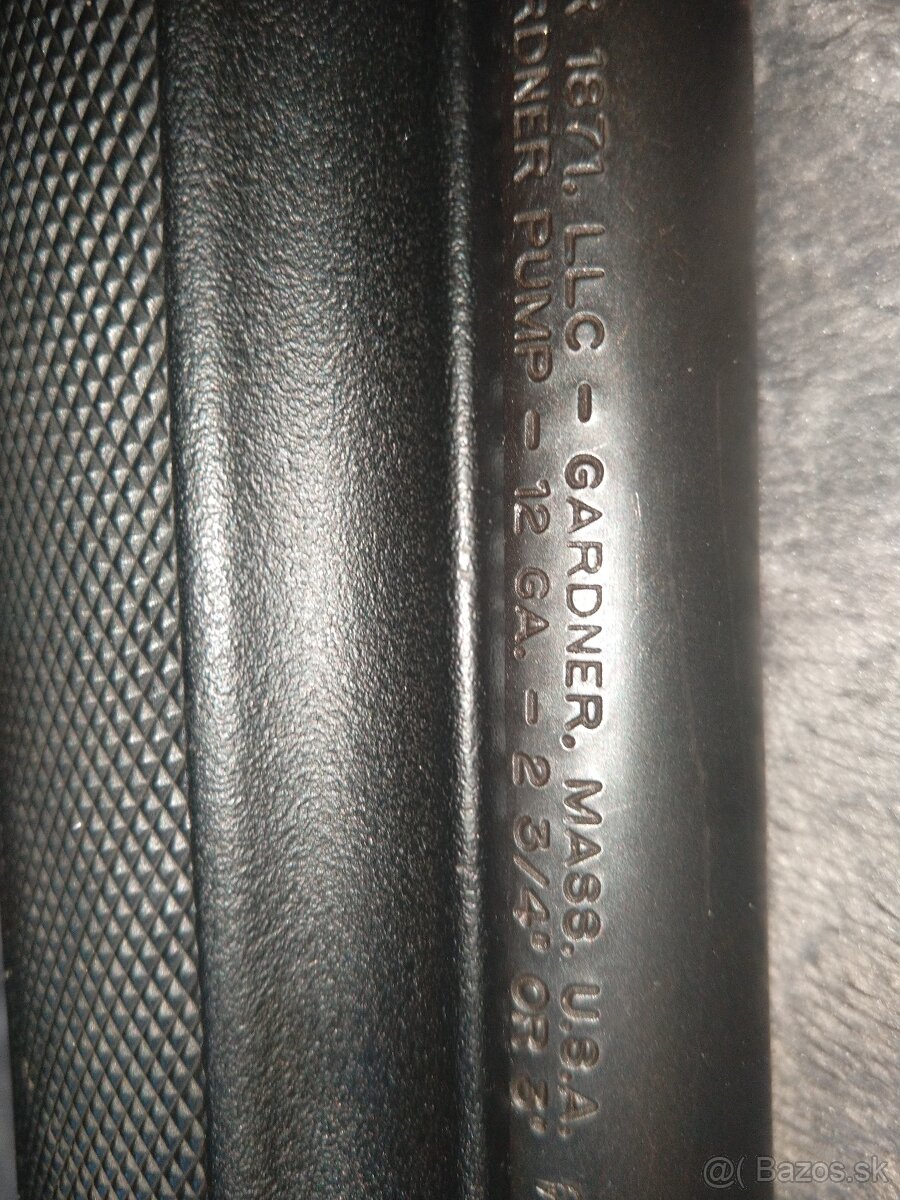 1871, LLC - GARDNER, MASS. U.S.A.
RDNER PUMP - 12 GA. - 2 3/4" OR 3"
@( Bazos.sk